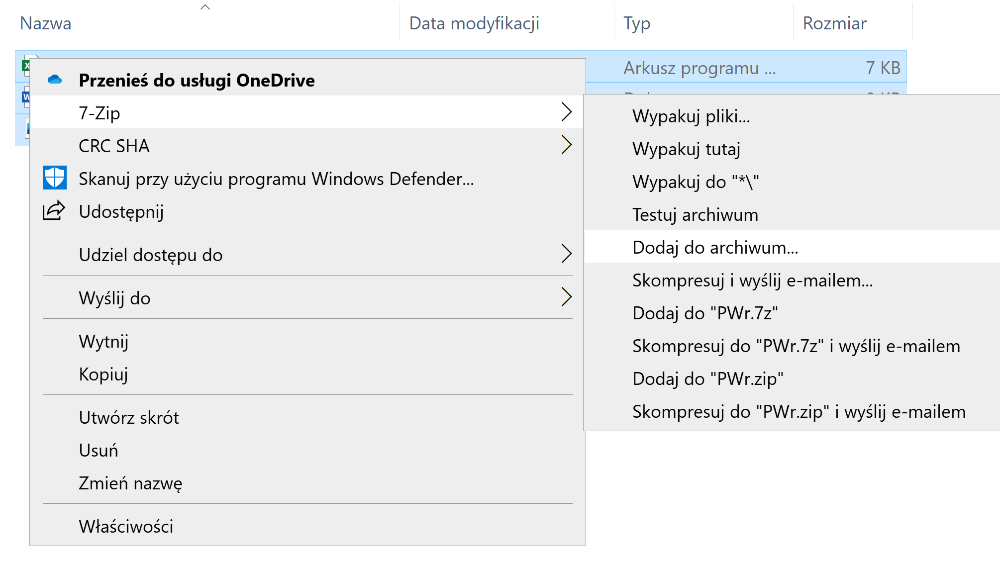 Nazwa Data modyfikacji Typ Rozmiar
Arkusz programu ... 7 KB
Przenieś do usługi OneDrive
7-Zip
CRC SHA
Skanuj przy użyciu programu Windows Defender...
Udostępnij
Udziel dostępu do
Wyślij do
Wytnij
Kopiuj
Utwórz skrót
Usuń
Zmień nazwę
Właściwości
Wypakuj pliki...
Wypakuj tutaj
Wypakuj do "*\"
Testuj archiwum
Dodaj do archiwum...
Skompresuj i wyślij e-mailem...
Dodaj do "PWr.7z"
Skompresuj do "PWr.7z" i wyślij e-mailem
Dodaj do "PWr.zip"
Skompresuj do "PWr.zip" i wyślij e-mailem